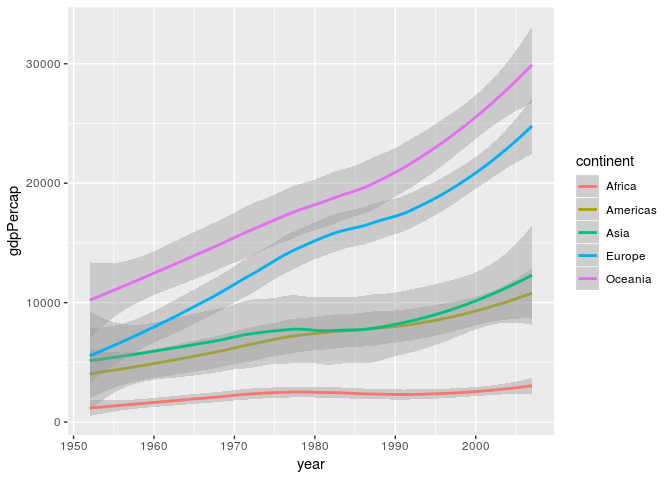 30000
20000
10000
0
gdpPercap
1950 1960 1970 1980 1990 2000
year
continent
Africa
Americas
Asia
Europe
Oceania